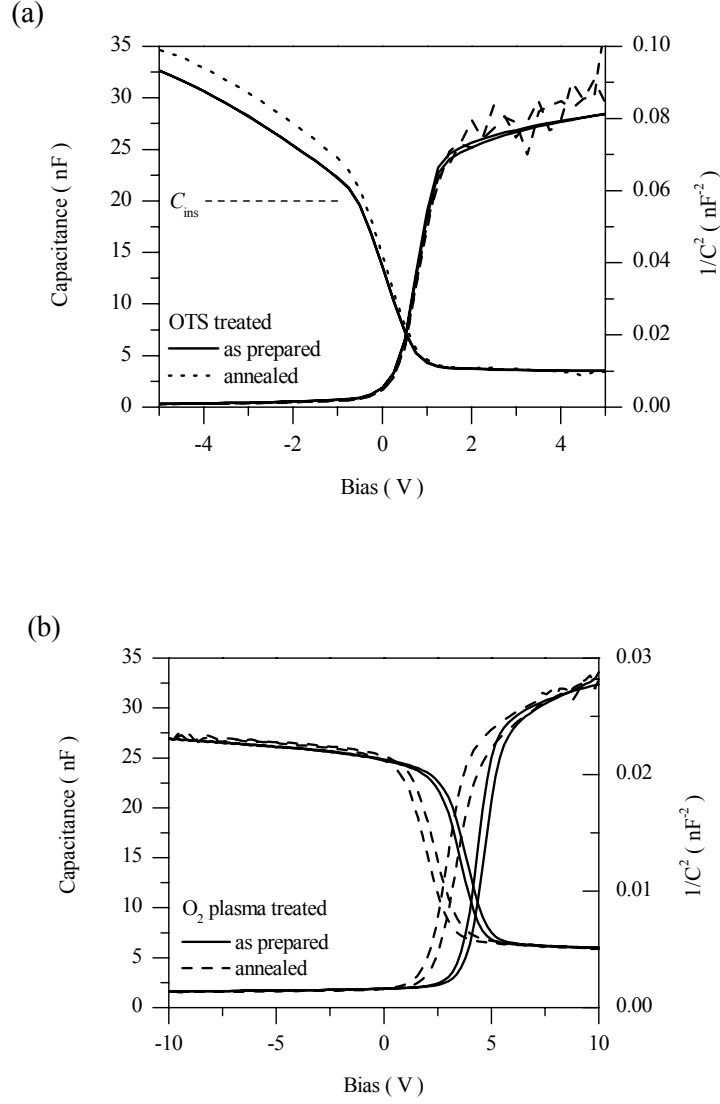 (a)
35
30
25
20
15
10
5
0
Capacitance ( nF )
0.10
0.08
0.06
0.04
0.02
0.00
1/C² ( nF⁻² )
C_ins
OTS treated
as prepared
annealed
-4
-2
0
2
4
Bias ( V )
(b)
35
30
25
20
15
10
5
0
Capacitance ( nF )
0.03
0.02
0.01
0.00
1/C² ( nF⁻² )
O₂ plasma treated
as prepared
annealed
-10
-5
0
5
10
Bias ( V )